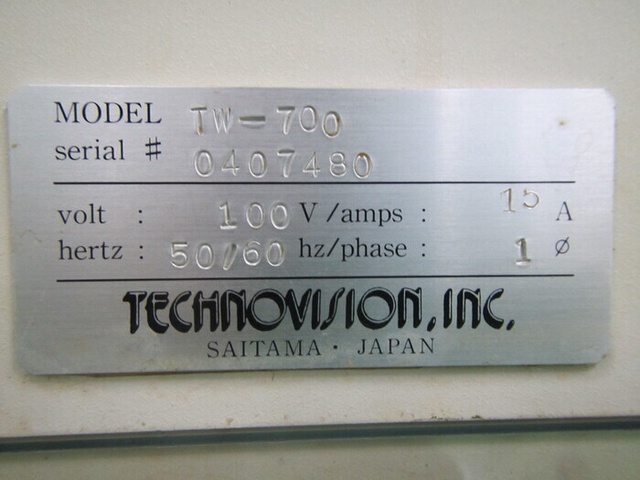 MODEL TW-700
serial # 0407480
volt : 100 V/amps : 15 A
hertz : 50/60 hz/phase : 1 ø
TECHNOVISION, INC.
SAITAMA · JAPAN